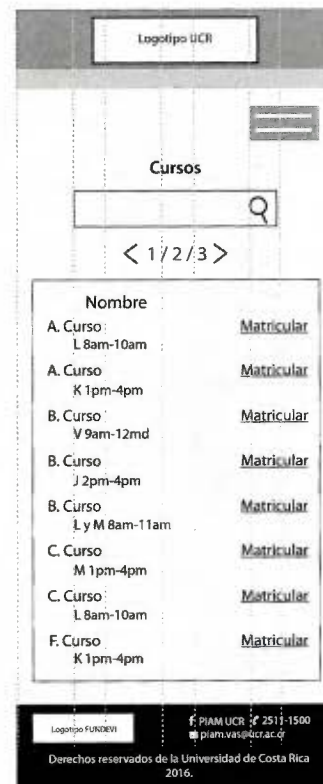 Logotipo UCR
Cursos
< 1 / 2 / 3 >
Nombre
A. Curso Matricular
L 8am-10am
A. Curso Matricular
K 1pm-4pm
B. Curso Matricular
V 9am-12md
B. Curso Matricular
J 2pm-4pm
B. Curso Matricular
L y M 8am-11am
C. Curso Matricular
M 1pm-4pm
C. Curso Matricular
L 8am-10am
F. Curso Matricular
K 1pm-4pm
Logotipo FUNDEVI
PIAM UCR 2511-1500
piam.vas@ucr.ac.cr
Derechos reservados de la Universidad de Costa Rica
2016.